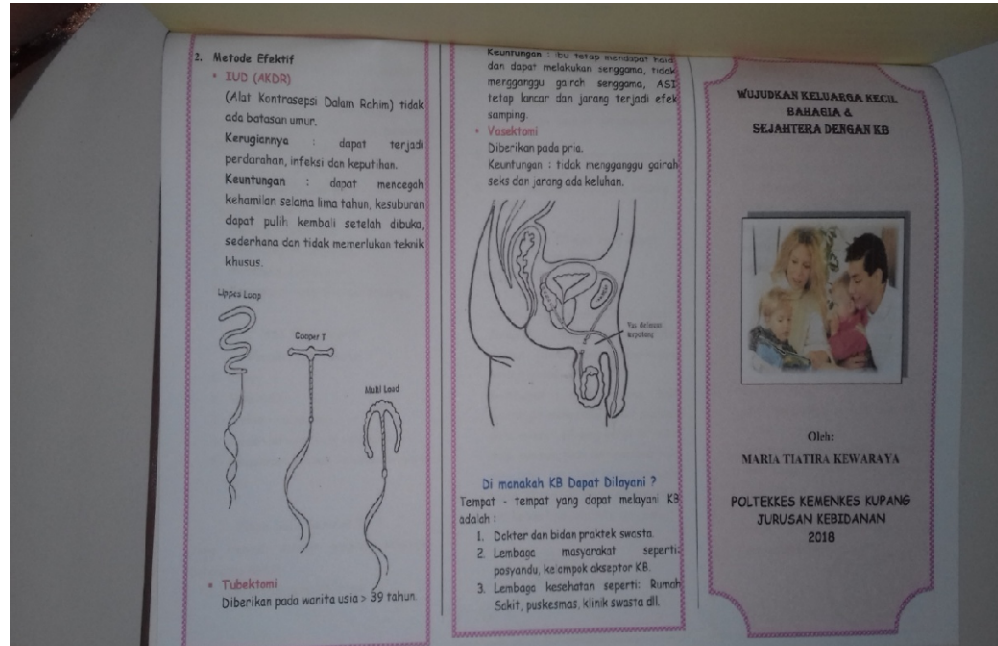 2. Metode Efektif
• IUD (AKDR)
(Alat Kontrasepsi Dalam Rahim) tidak
ada batasan umur.
Kerugiannya : dapat terjadi
perdarahan, infeksi dan keputihan.
Keuntungan : dapat mencegah
kehamilan selama lima tahun, kesuburan
dapat pulih kembali setelah dibuka,
sederhana dan tidak memerlukan teknik
khusus.
Lippes Loop
Cooper T
Multi Load
• Tubektomi
Diberikan pada wanita usia > 39 tahun.
Keuntungan : ibu tetap mendapat haid
dan dapat melakukan senggama, tidak
mergganggu gairah senggama, ASI
tetap lancar dan jarang terjadi efek
samping.
• Vasektomi
Diberikan pada pria.
Keuntungan : tidak mengganggu gairah
seks dan jarang ada keluhan.
Vas deferens
Di manakah KB Dapat Dilayani ?
Tempat - tempat yang dapat melayani KB
adalah :
1. Dokter dan bidan praktek swasta.
2. Lembaga masyarakat seperti:
posyandu, kelompok akseptor KB.
3. Lembaga kesehatan seperti: Rumah
Sakit, puskesmas, klinik swasta dll.
WUJUDKAN KELUARGA KECIL
BAHAGIA &
SEJAHTERA DENGAN KB
Oleh:
MARIA TIATIRA KEWARAYA
POLTEKKES KEMENKES KUPANG
JURUSAN KEBIDANAN
2018